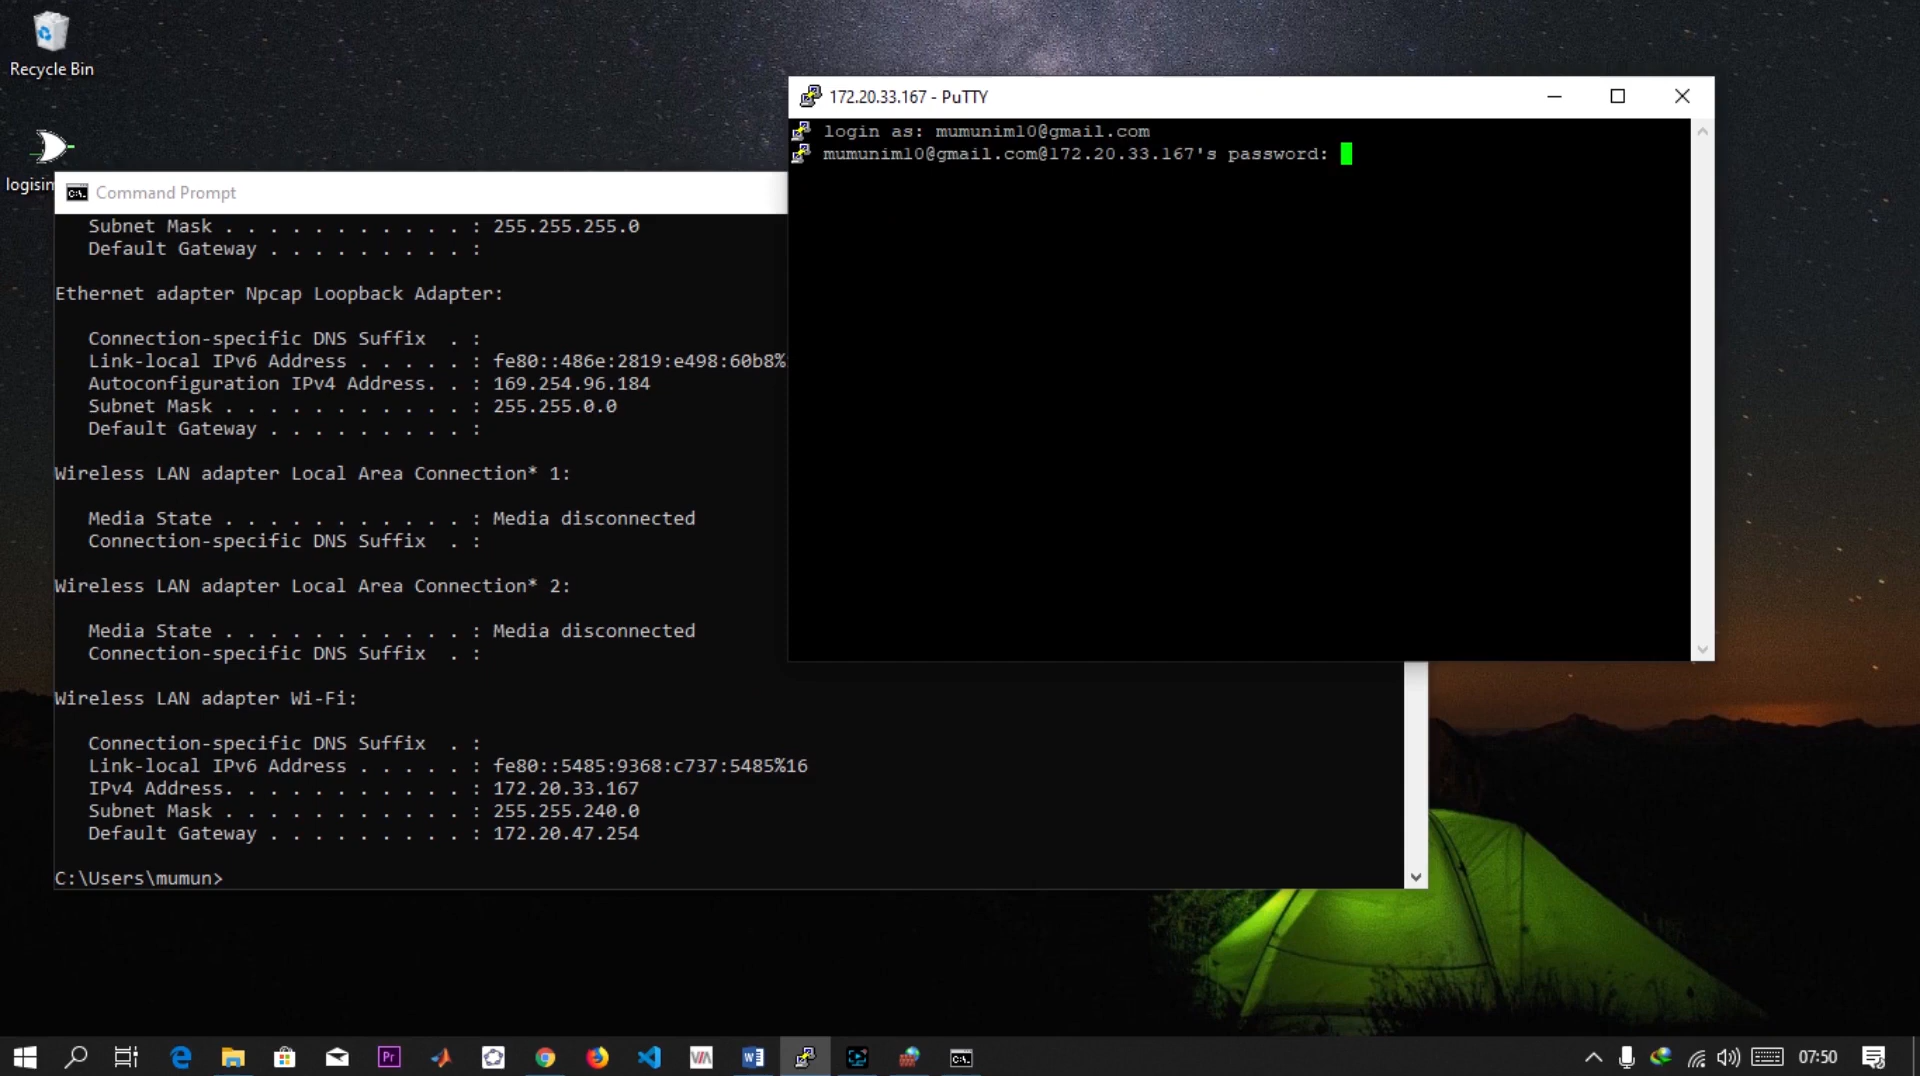 Recycle Bin
logisim
172.20.33.167 - PuTTY
login as: mumunim10@gmail.com
mumunim10@gmail.com@172.20.33.167's password:
Command Prompt
Subnet Mask . . . . . . . . . . . : 255.255.255.0
Default Gateway . . . . . . . . . :
Ethernet adapter Npcap Loopback Adapter:
Connection-specific DNS Suffix  . :
Link-local IPv6 Address . . . . . : fe80::486e:2819:e498:60b8%
Autoconfiguration IPv4 Address. . : 169.254.96.184
Subnet Mask . . . . . . . . . . . : 255.255.0.0
Default Gateway . . . . . . . . . :
Wireless LAN adapter Local Area Connection* 1:
Media State . . . . . . . . . . . : Media disconnected
Connection-specific DNS Suffix  . :
Wireless LAN adapter Local Area Connection* 2:
Media State . . . . . . . . . . . : Media disconnected
Connection-specific DNS Suffix  . :
Wireless LAN adapter Wi-Fi:
Connection-specific DNS Suffix  . :
Link-local IPv6 Address . . . . . : fe80::5485:9368:c737:5485%16
IPv4 Address. . . . . . . . . . . : 172.20.33.167
Subnet Mask . . . . . . . . . . . : 255.255.240.0
Default Gateway . . . . . . . . . : 172.20.47.254
C:\Users\mumun>
Pr
VIA
07:50